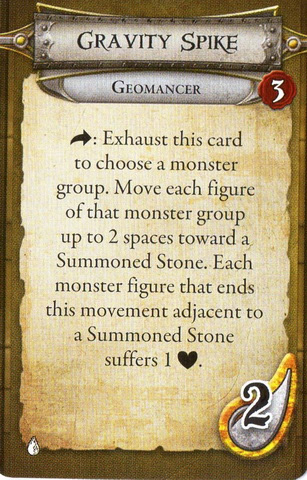 GRAVITY SPIKE
GEOMANCER
3
: Exhaust this card
to choose a monster
group. Move each figure
of that monster group
up to 2 spaces toward a
Summoned Stone. Each
monster figure that ends
this movement adjacent to
a Summoned Stone
suffers 1 ♥.
2